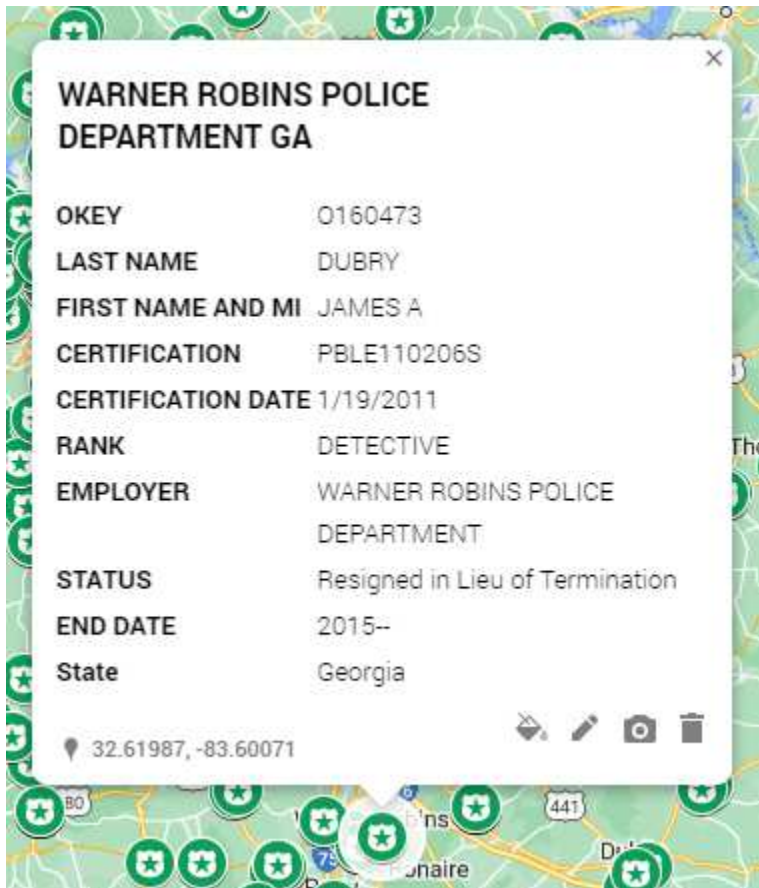 WARNER ROBINS POLICE
DEPARTMENT GA
OKEY O160473
LAST NAME DUBRY
FIRST NAME AND MI JAMES A
CERTIFICATION PBLE110206S
CERTIFICATION DATE 1/19/2011
RANK DETECTIVE
EMPLOYER WARNER ROBINS POLICE
DEPARTMENT
STATUS Resigned in Lieu of Termination
END DATE 2015--
State Georgia
32.61987, -83.60071
80
441
75